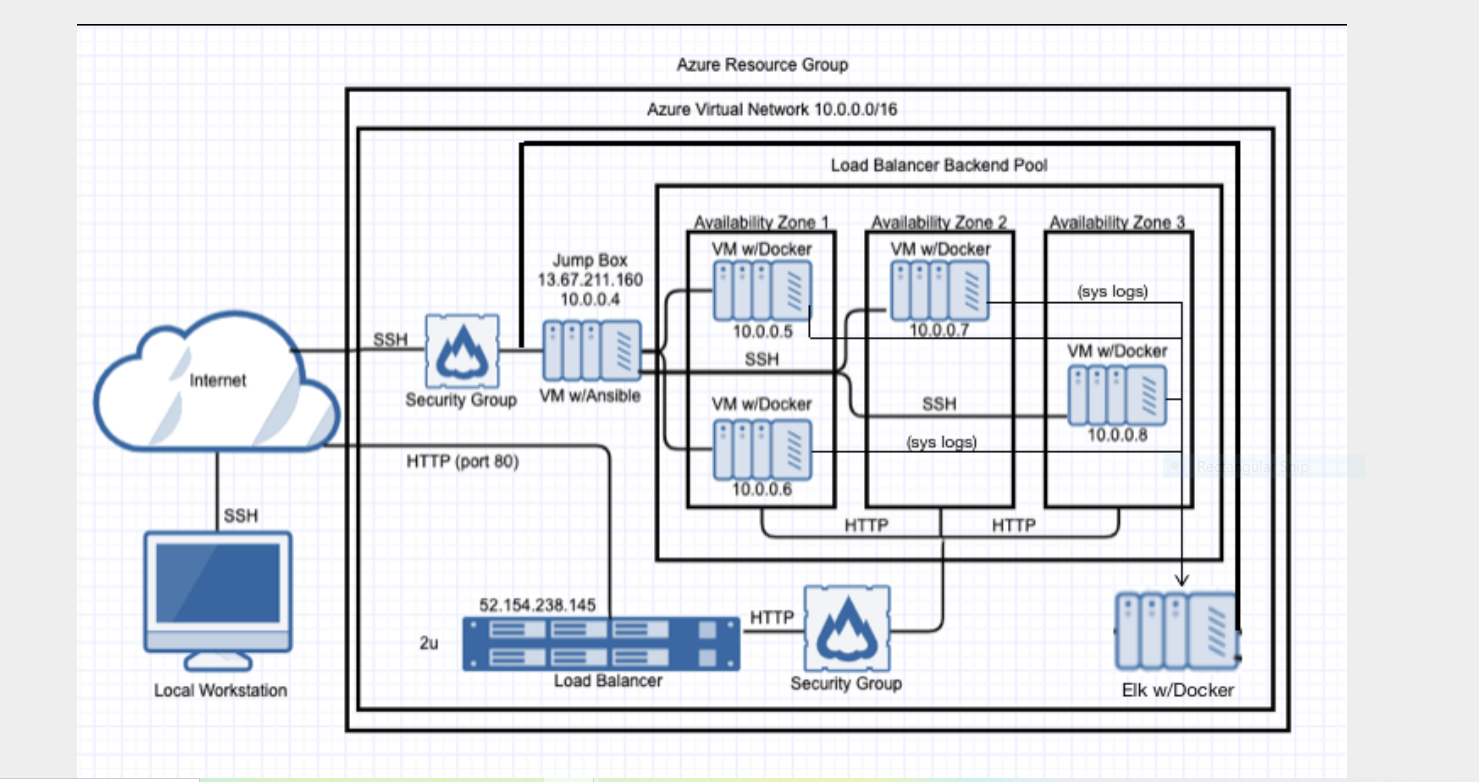 Azure Resource Group
Azure Virtual Network 10.0.0.0/16
Load Balancer Backend Pool
Availability Zone 1
Availability Zone 2
Availability Zone 3
VM w/Docker
VM w/Docker
Jump Box
13.67.211.160
10.0.0.4
(sys logs)
10.0.0.5
10.0.0.7
SSH
SSH
VM w/Docker
Internet
Security Group
VM w/Ansible
VM w/Docker
SSH
10.0.0.8
(sys logs)
HTTP (port 80)
Rectangular Snip
10.0.0.6
SSH
HTTP
HTTP
52.154.238.145
HTTP
2u
Load Balancer
Security Group
Local Workstation
Elk w/Docker